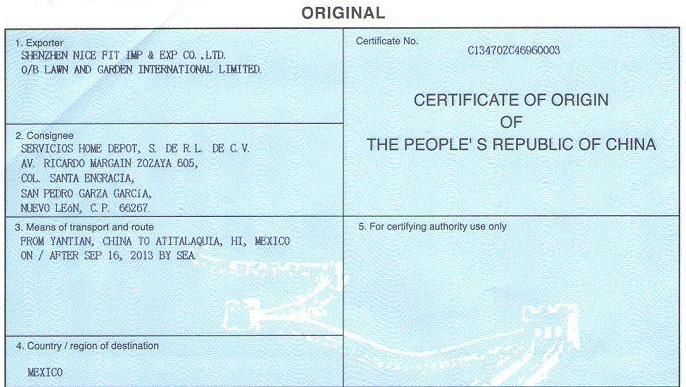 ORIGINAL
1. Exporter
SHENZHEN NICE FIT IMP & EXP CO.,LTD.
O/B LAWN AND GARDEN INTERNATIONAL LIMITED.
Certificate No.
C13470ZC46960003
CERTIFICATE OF ORIGIN
OF
THE PEOPLE'S REPUBLIC OF CHINA
2. Consignee
SERVICIOS HOME DEPOT, S. DE R.L. DE C.V.
AV. RICARDO MARGAIN ZOZAYA 605,
COL. SANTA ENGRACIA,
SAN PEDRO GARZA GARCíA,
NUEVO LEóN, C.P. 66267.
3. Means of transport and route
FROM YANTIAN, CHINA TO ATITALAQUIA, HI, MEXICO
ON / AFTER SEP 16, 2013 BY SEA.
5. For certifying authority use only
4. Country / region of destination
MEXICO